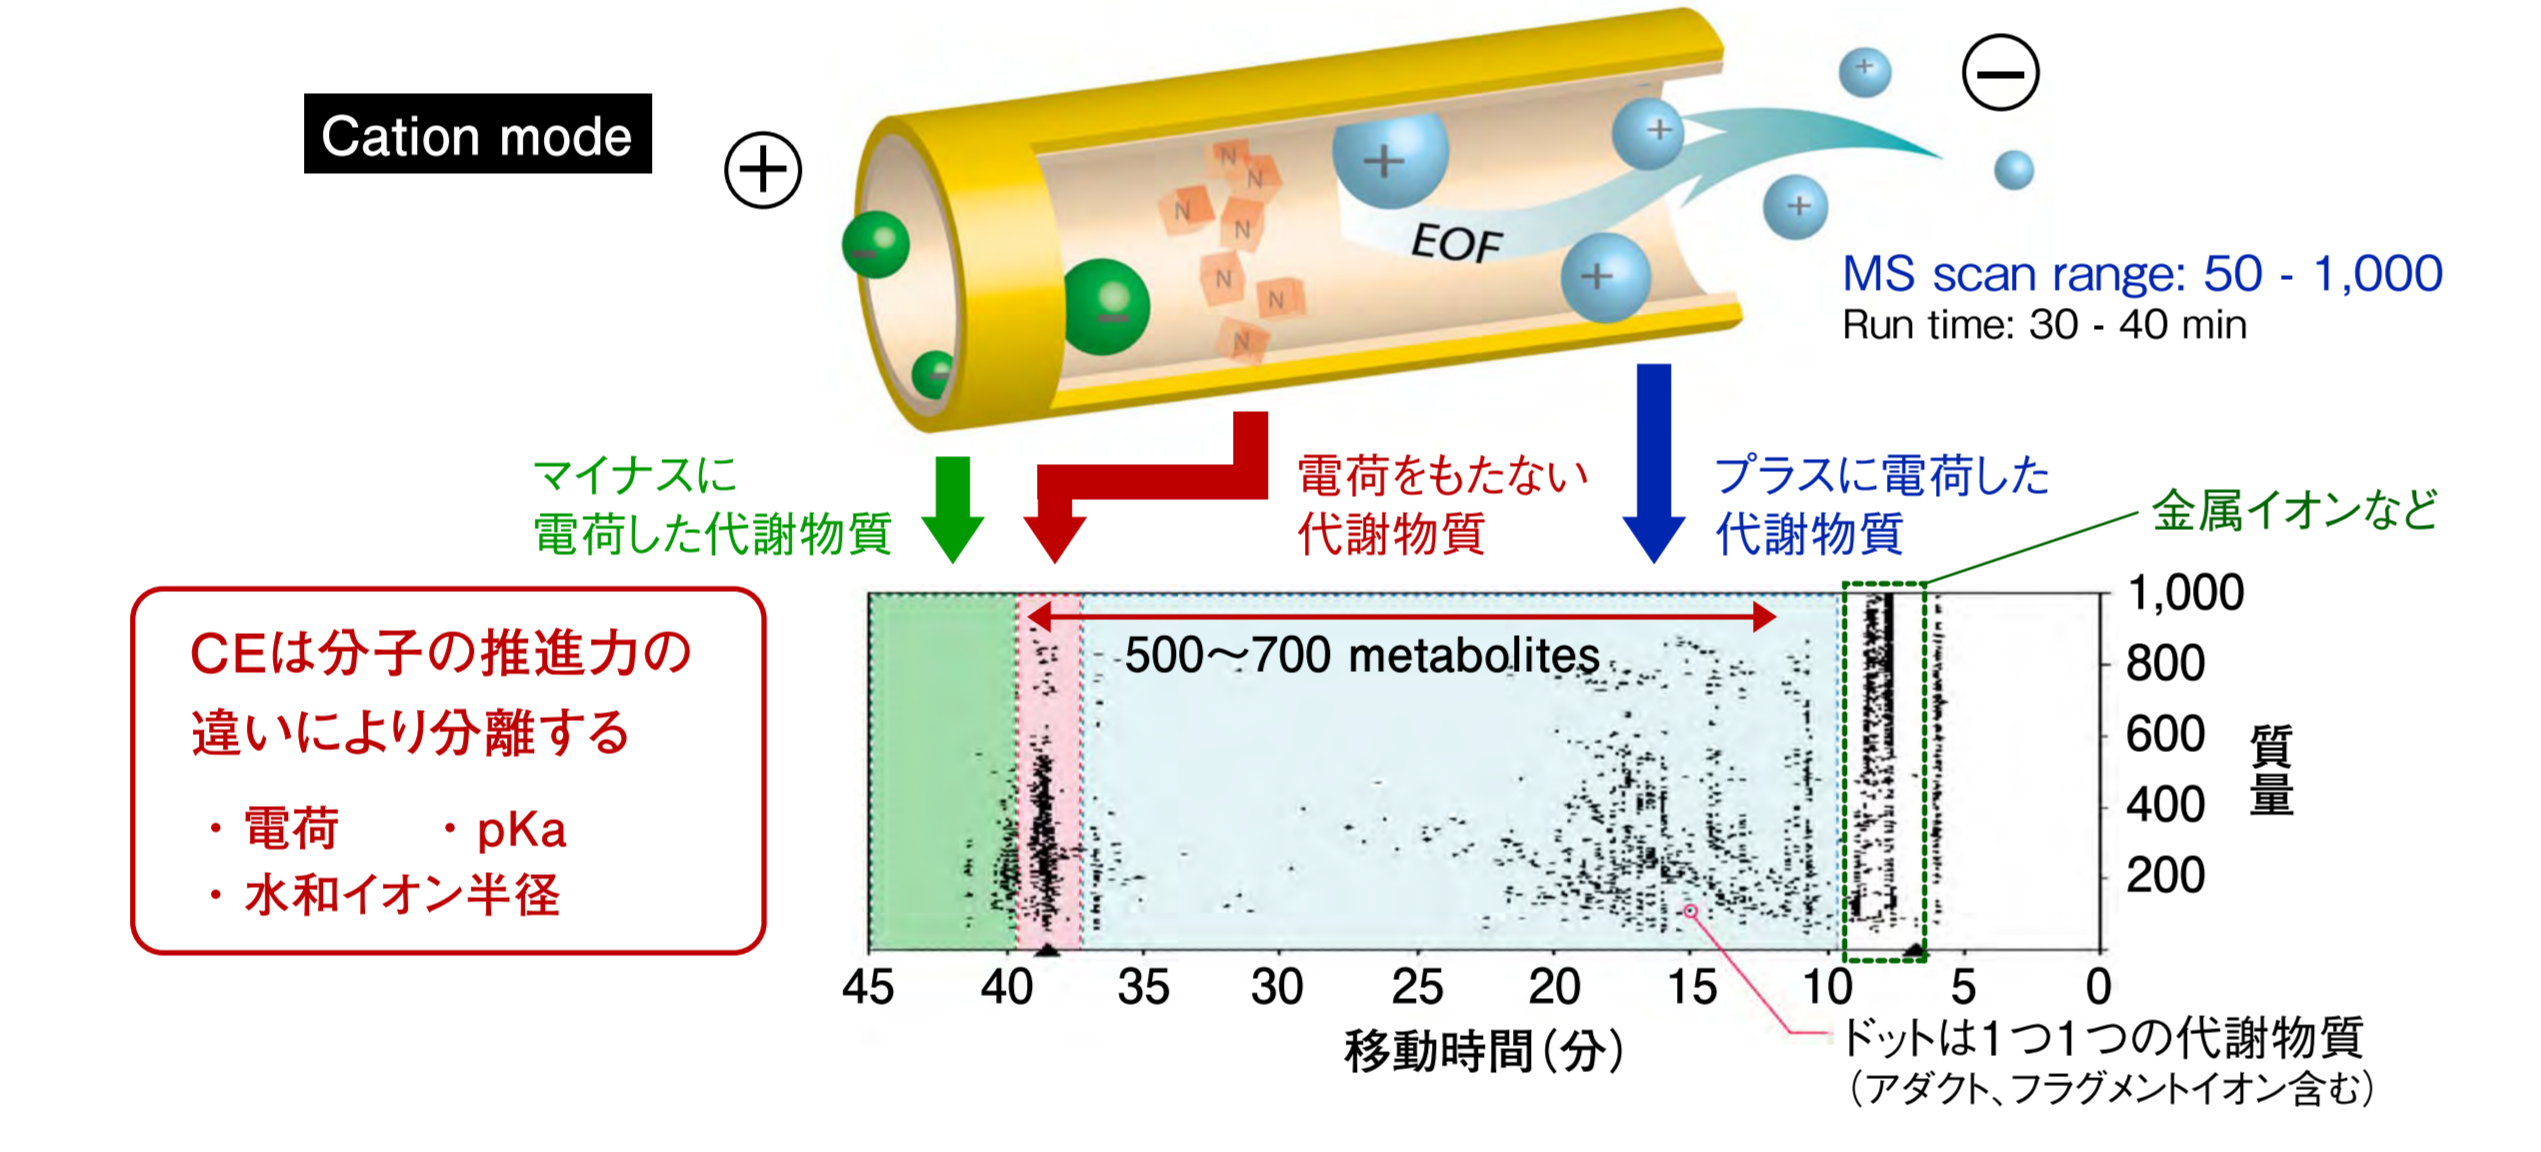 Cation mode
+
−
+
+
+
+
+
N
N
N
N
N
N
N
EOF
−
−
−
MS scan range: 50 - 1,000
Run time: 30 - 40 min
マイナスに
電荷した代謝物質
電荷をもたない
代謝物質
プラスに電荷した
代謝物質
金属イオンなど
CEは分子の推進力の
違いにより分離する
・電荷 ・pKa
・水和イオン半径
500〜700 metabolites
1,000
800
600
400
200
質量
45 40 35 30 25 20 15 10 5 0
移動時間(分)
ドットは1つ1つの代謝物質
(アダクト、フラグメントイオン含む)